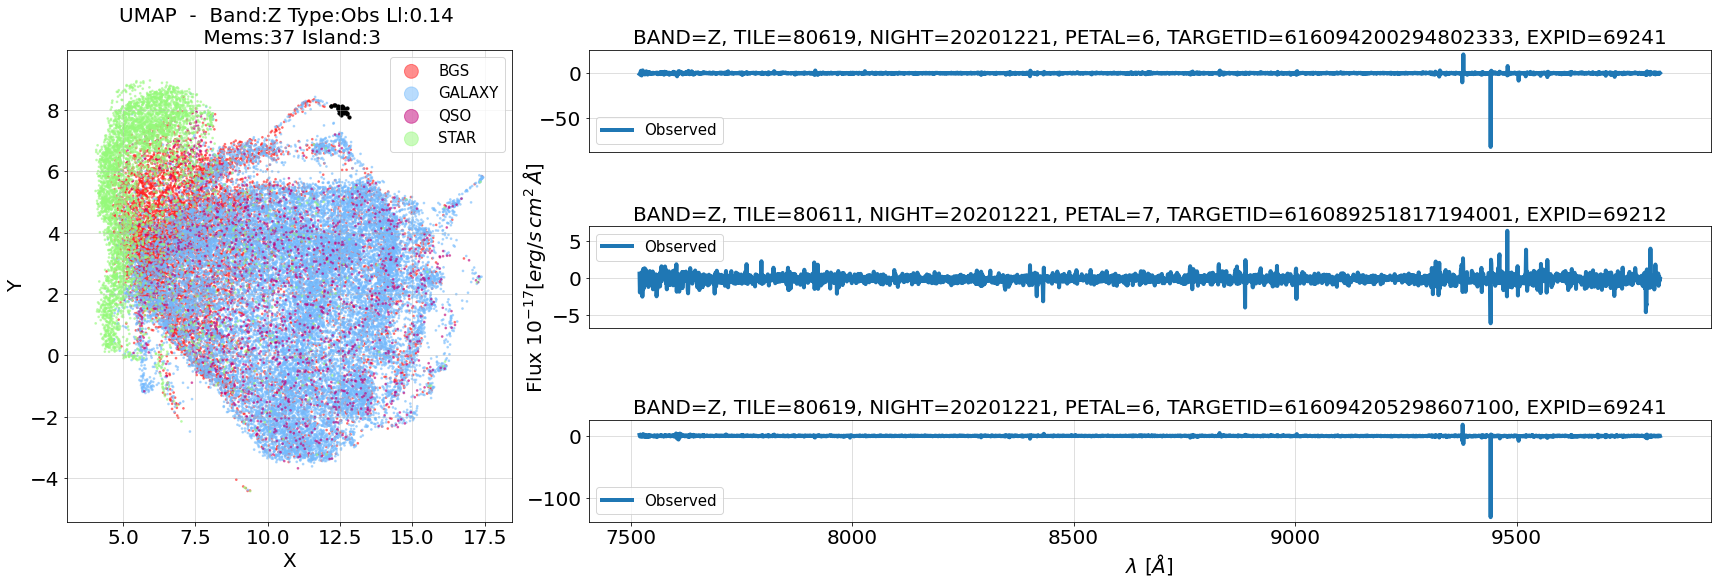 UMAP - Band:Z Type:Obs Ll:0.14
Mems:37 Island:3
BGS
GALAXY
QSO
STAR
8
6
4
2
0
−2
−4
Y
5.0 7.5 10.0 12.5 15.0 17.5
X
BAND=Z, TILE=80619, NIGHT=20201221, PETAL=6, TARGETID=616094200294802333, EXPID=69241
0
−50
Observed
BAND=Z, TILE=80611, NIGHT=20201221, PETAL=7, TARGETID=616089251817194001, EXPID=69212
5
0
−5
Observed
Flux 10⁻¹⁷[erg/s cm² Å]
BAND=Z, TILE=80619, NIGHT=20201221, PETAL=6, TARGETID=616094205298607100, EXPID=69241
0
−100
Observed
7500 8000 8500 9000 9500
λ [Å]